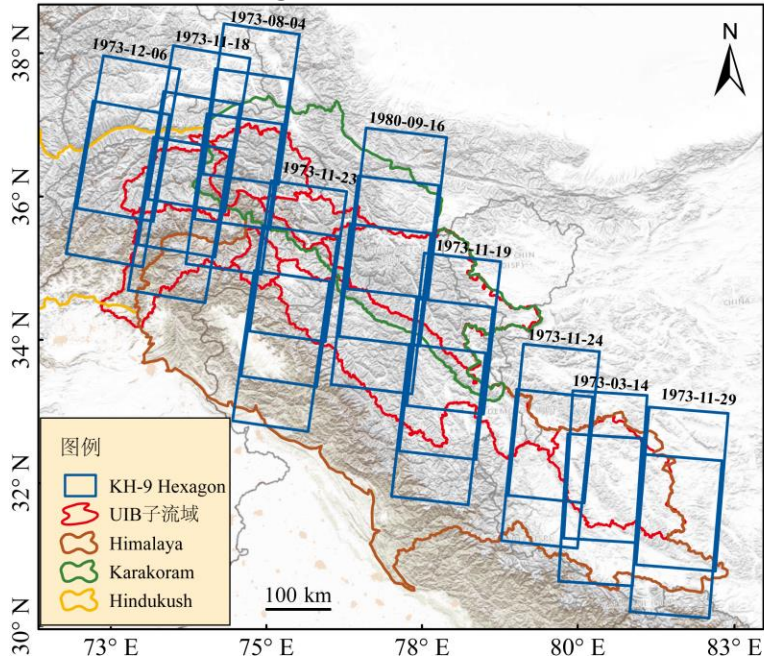 1973-08-04
1973-11-18
1973-12-06
N
38° N
1980-09-16
1973-11-23
36° N
1973-11-19
34° N
1973-11-24
1973-03-14
1973-11-29
图例
KH-9 Hexagon
UIB子流域
Himalaya
Karakoram
Hindukush
32° N
100 km
30° N
73° E
75° E
78° E
80° E
83° E